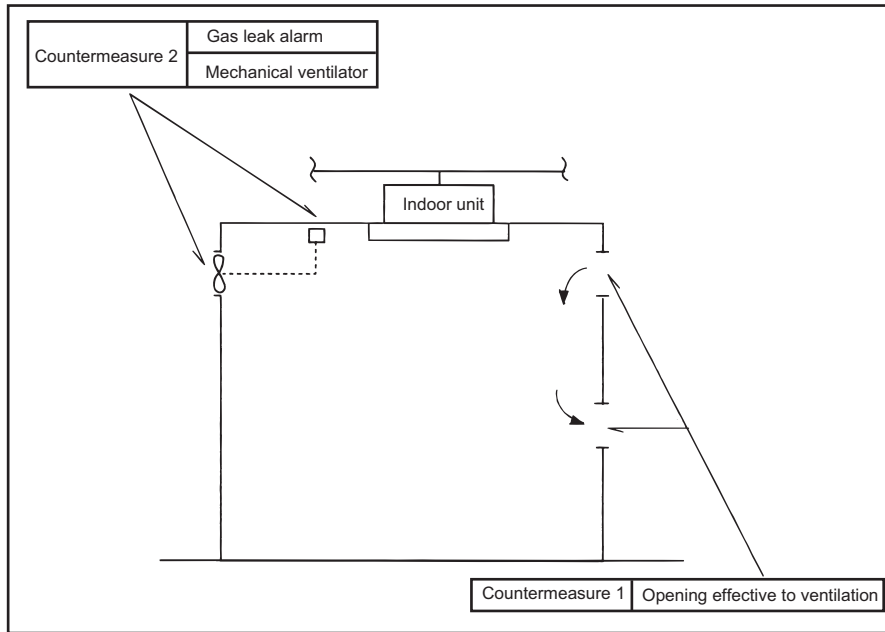 Countermeasure 2
Gas leak alarm
Mechanical ventilator
Indoor unit
Countermeasure 1
Opening effective to ventilation